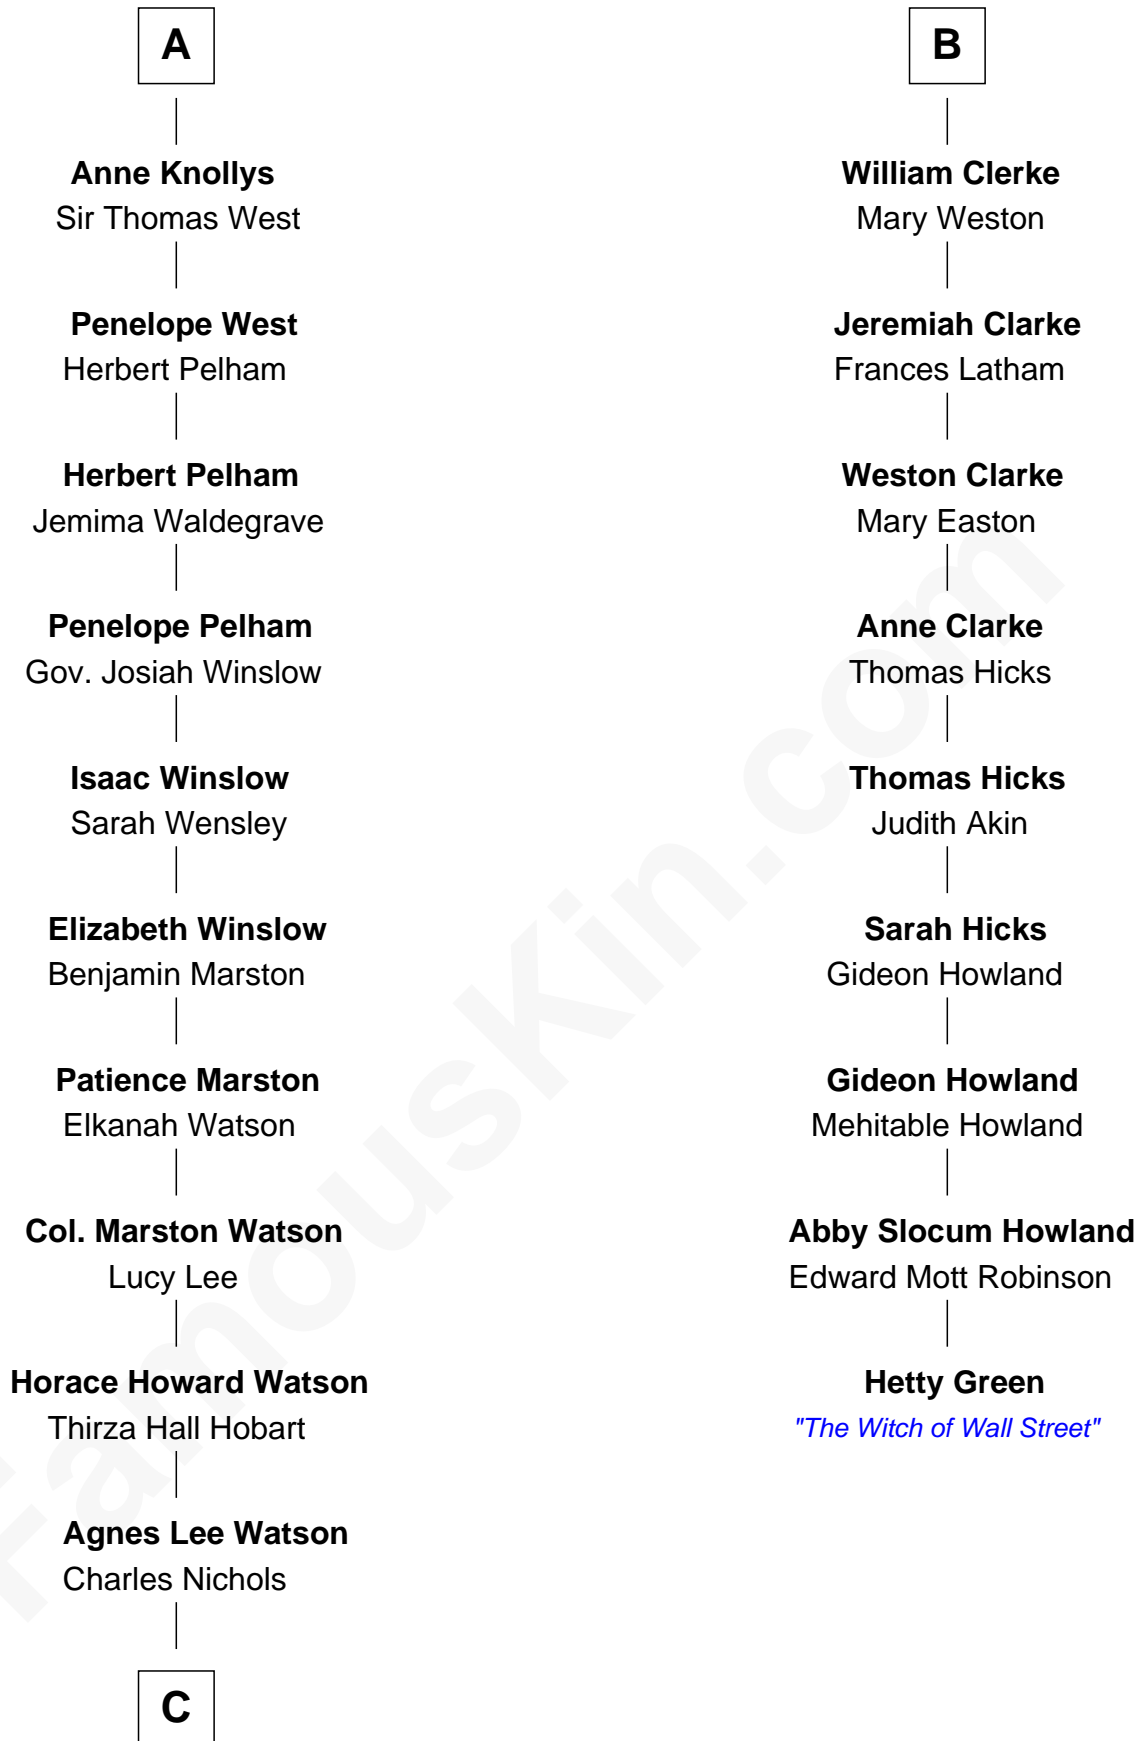 A
Anne Knollys
Sir Thomas West
Penelope West
Herbert Pelham
Herbert Pelham
Jemima Waldegrave
Penelope Pelham
Gov. Josiah Winslow
Isaac Winslow
Sarah Wensley
Elizabeth Winslow
Benjamin Marston
Patience Marston
Elkanah Watson
Col. Marston Watson
Lucy Lee
Horace Howard Watson
Thirza Hall Hobart
Agnes Lee Watson
Charles Nichols
C
B
William Clerke
Mary Weston
Jeremiah Clarke
Frances Latham
Weston Clarke
Mary Easton
Anne Clarke
Thomas Hicks
Thomas Hicks
Judith Akin
Sarah Hicks
Gideon Howland
Gideon Howland
Mehitable Howland
Abby Slocum Howland
Edward Mott Robinson
Hetty Green
"The Witch of Wall Street"
FamousKin.com